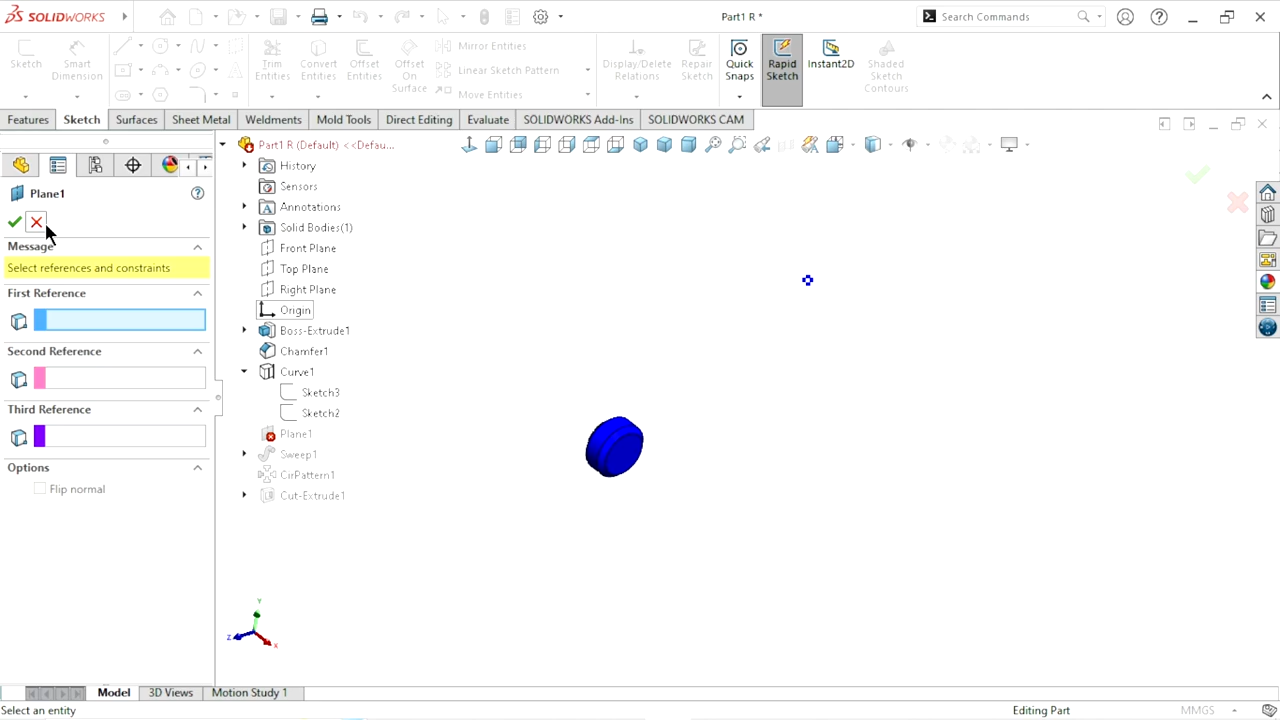 SOLIDWORKS
Part1 R *
Search Commands
Sketch
Smart Dimension
Trim Entities
Convert Entities
Offset Entities
Offset On Surface
Mirror Entities
Linear Sketch Pattern
Move Entities
Display/Delete Relations
Repair Sketch
Quick Snaps
Rapid Sketch
Instant2D
Shaded Sketch Contours
Features
Sketch
Surfaces
Sheet Metal
Weldments
Mold Tools
Direct Editing
Evaluate
SOLIDWORKS Add-Ins
SOLIDWORKS CAM
Plane1
Message
Select references and constraints
First Reference
Second Reference
Third Reference
Options
Flip normal
Part1 R (Default) <<Defau...
History
Sensors
Annotations
Solid Bodies(1)
Front Plane
Top Plane
Right Plane
Origin
Boss-Extrude1
Chamfer1
Curve1
Sketch3
Sketch2
Plane1
Sweep1
CirPattern1
Cut-Extrude1
Y
Z
X
Model
3D Views
Motion Study 1
Select an entity
Editing Part
MMGS